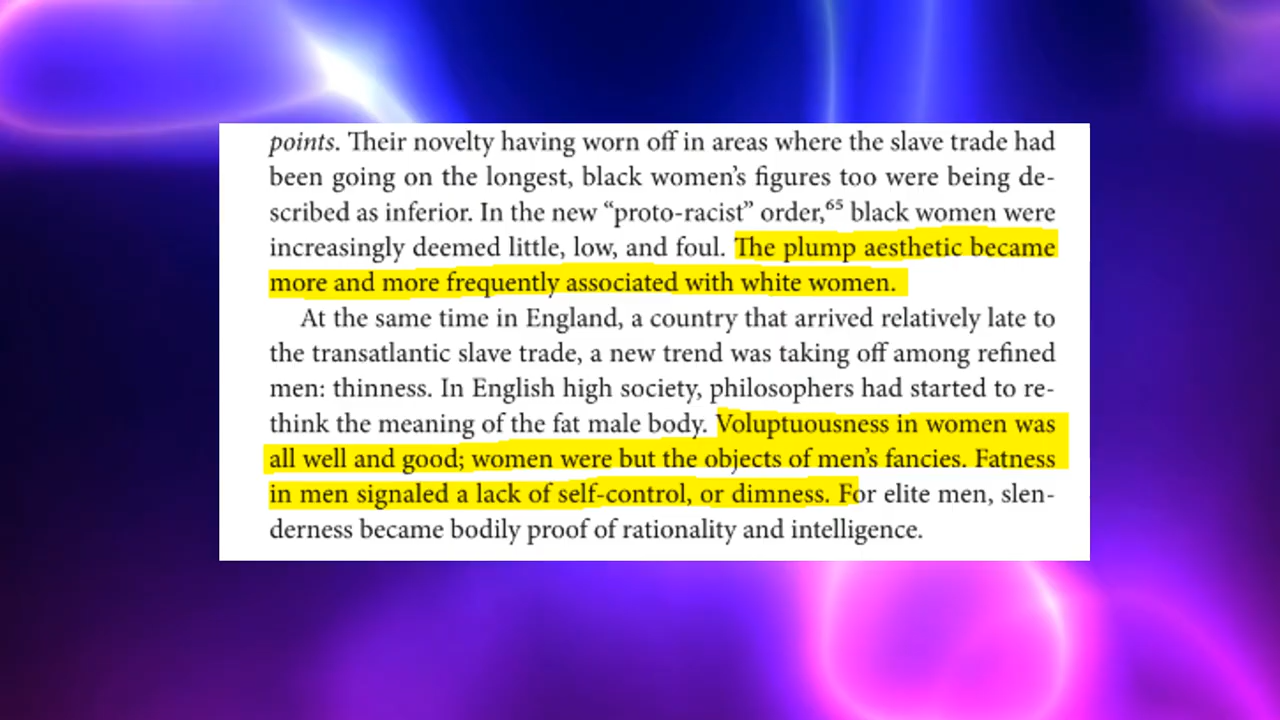 points. Their novelty having worn off in areas where the slave trade had
been going on the longest, black women’s figures too were being de-
scribed as inferior. In the new “proto-racist” order,⁶⁵ black women were
increasingly deemed little, low, and foul. The plump aesthetic became
more and more frequently associated with white women.
At the same time in England, a country that arrived relatively late to
the transatlantic slave trade, a new trend was taking off among refined
men: thinness. In English high society, philosophers had started to re-
think the meaning of the fat male body. Voluptuousness in women was
all well and good; women were but the objects of men’s fancies. Fatness
in men signaled a lack of self-control, or dimness. For elite men, slen-
derness became bodily proof of rationality and intelligence.